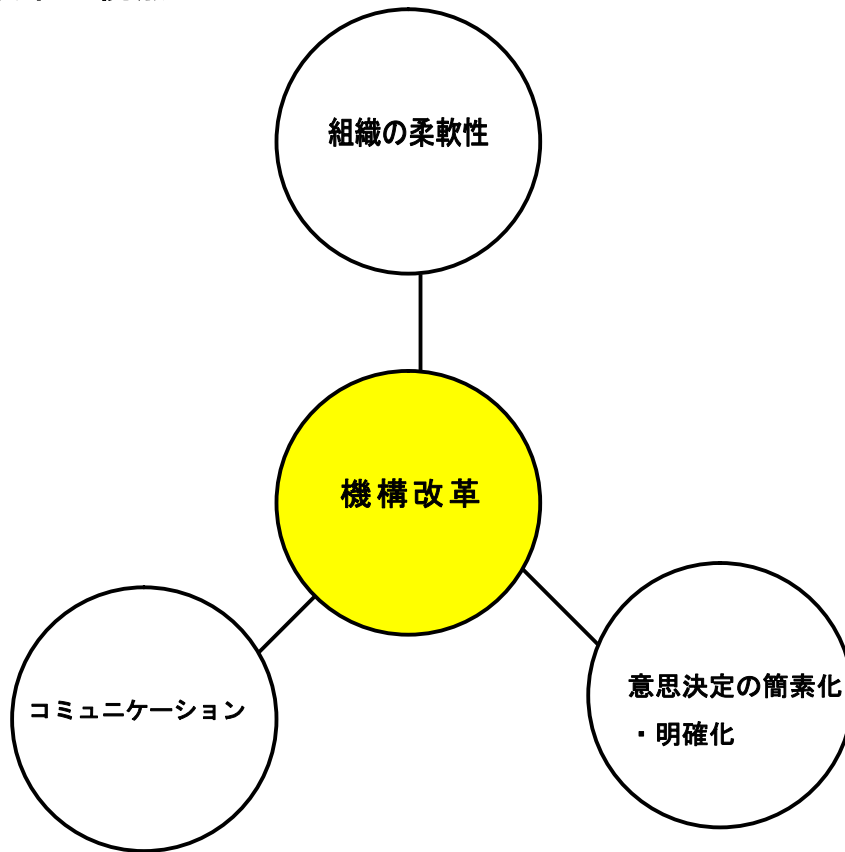 組織の柔軟性
機構改革
コミュニケーション
意思決定の簡素化
・明確化